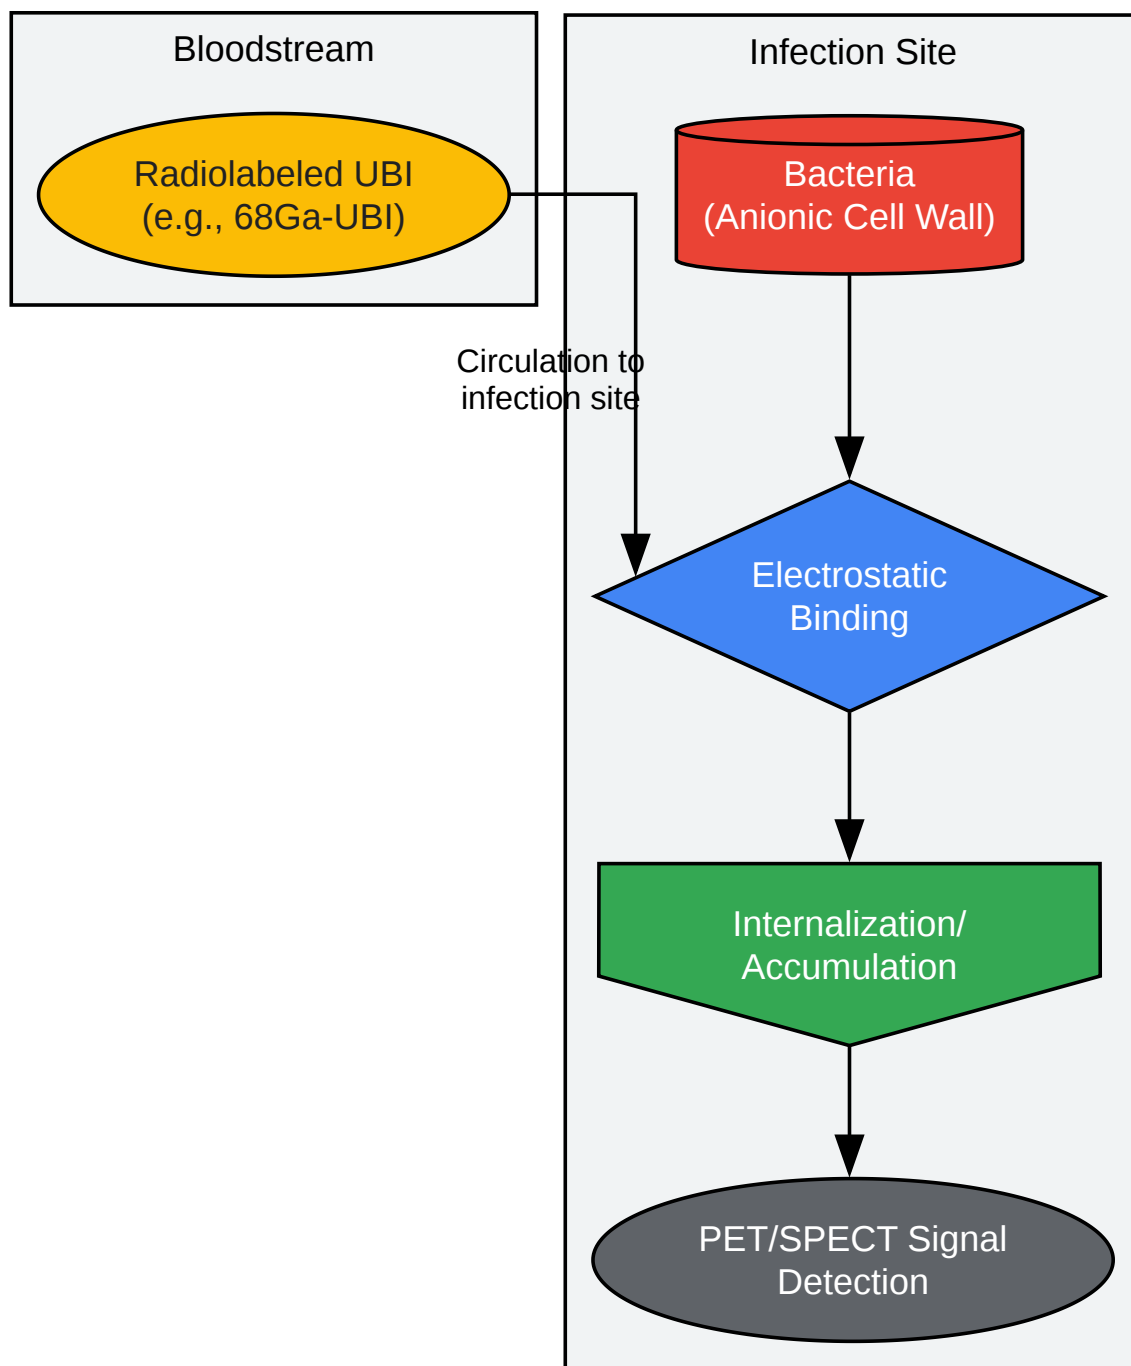 Bloodstream
Radiolabeled UBI
(e.g., 68Ga-UBI)
Circulation to
infection site
Infection Site
Bacteria
(Anionic Cell Wall)
Electrostatic
Binding
Internalization/
Accumulation
PET/SPECT Signal
Detection